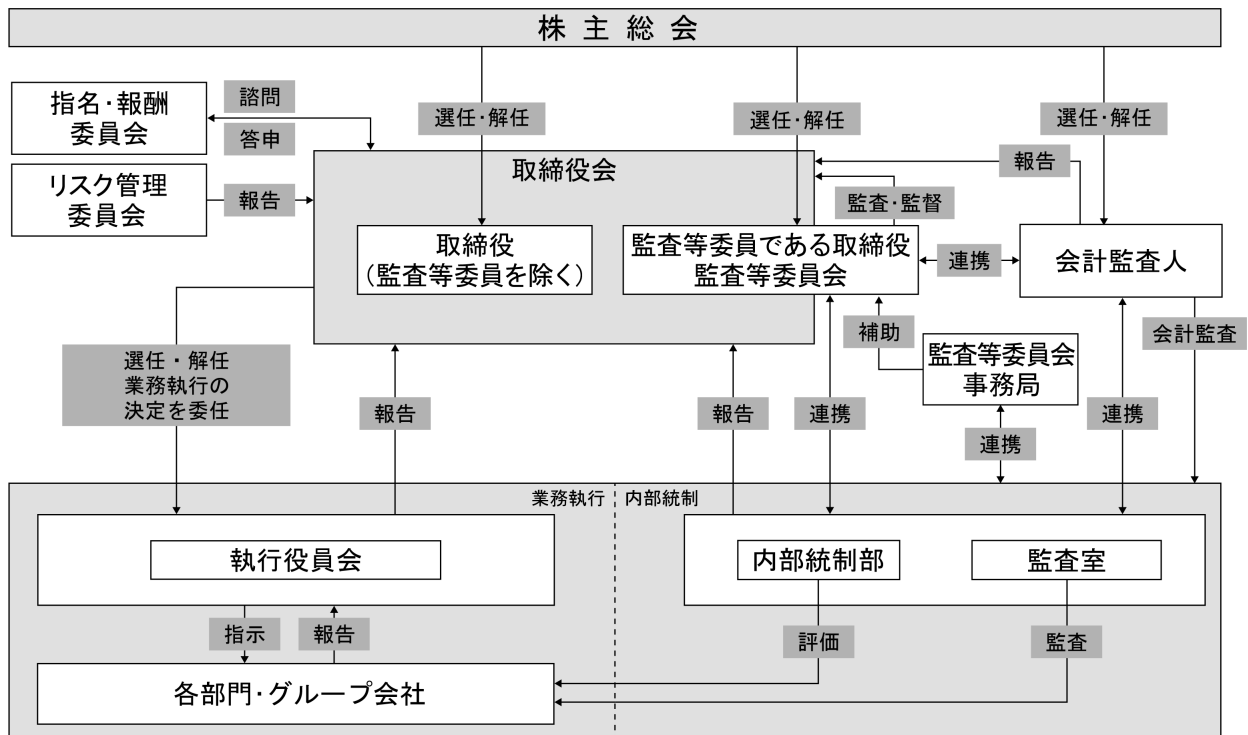 株主総会
指名・報酬
委員会
諮問
答申
選任・解任
選任・解任
選任・解任
リスク管理
委員会
報告
取締役会
報告
監査・監督
取締役
(監査等委員を除く)
監査等委員である取締役
監査等委員会
連携
会計監査人
選任・解任
業務執行の
決定を委任
補助
監査等委員会
事務局
会計監査
報告
報告
連携
連携
連携
業務執行
内部統制
執行役員会
内部統制部
監査室
指示
報告
評価
監査
各部門・グループ会社